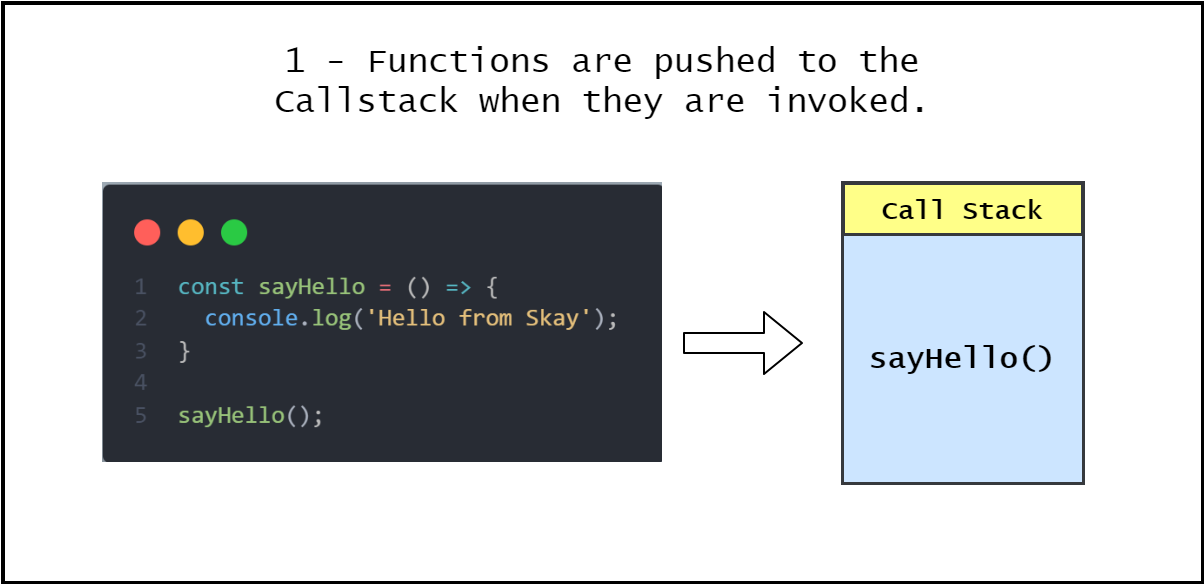 1 - Functions are pushed to the
Callstack when they are invoked.
1 const sayHello = () => {
2   console.log('Hello from Skay');
3 }
4
5 sayHello();
Call Stack
sayHello()